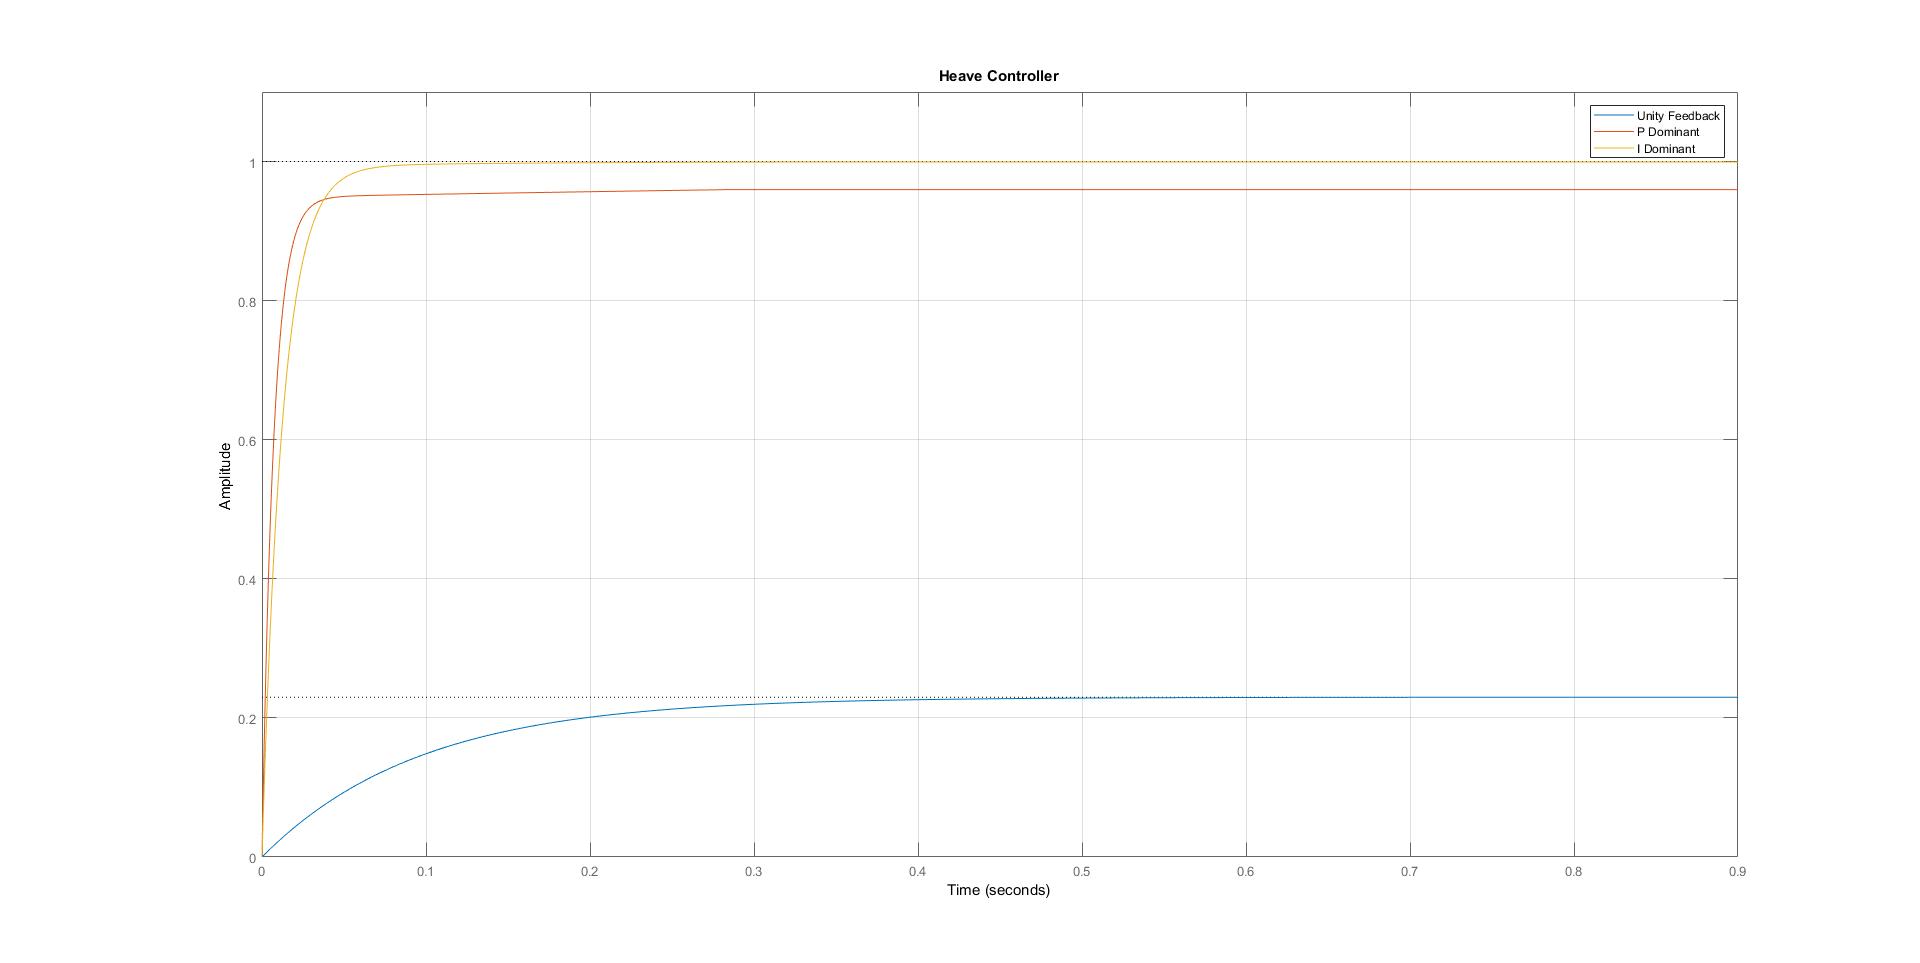 Heave Controller
Unity Feedback
P Dominant
I Dominant
1
0.8
0.6
0.4
0.2
0
Amplitude
0
0.1
0.2
0.3
0.4
0.5
0.6
0.7
0.8
0.9
Time (seconds)